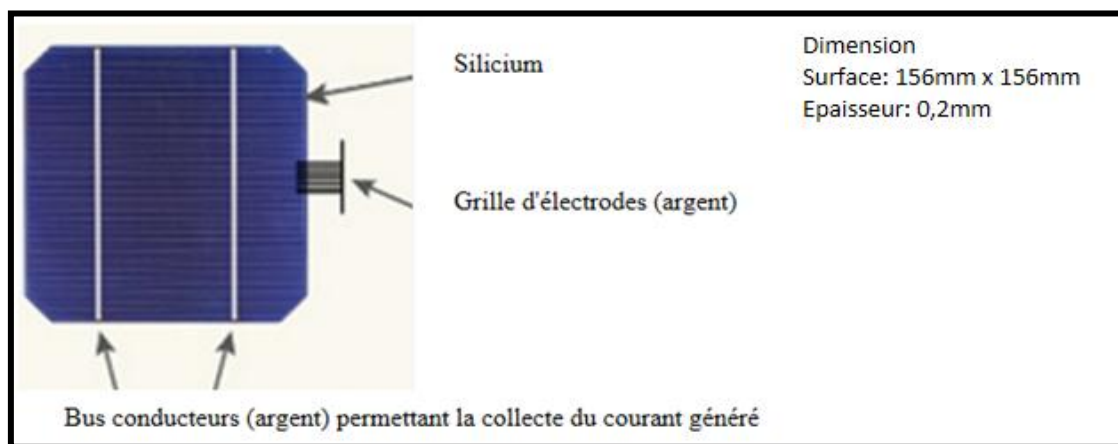 Silicium
Dimension
Surface: 156mm x 156mm
Epaisseur: 0,2mm
Grille d'électrodes (argent)
Bus conducteurs (argent) permettant la collecte du courant généré